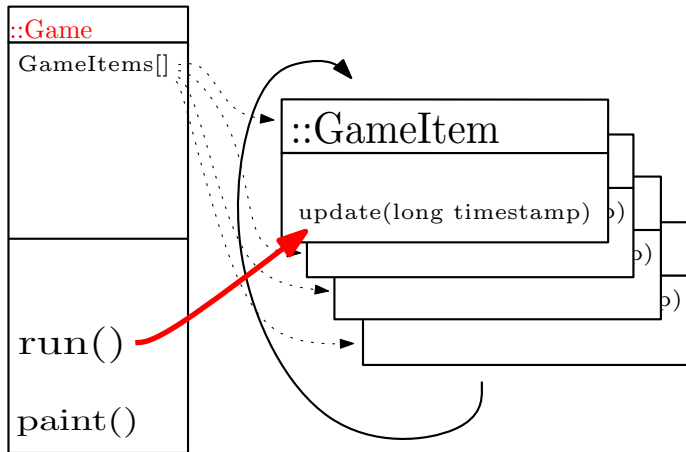 ::Game
GameItems[]
run()
paint()
::GameItem
update(long timestamp)
p)
p)
p)